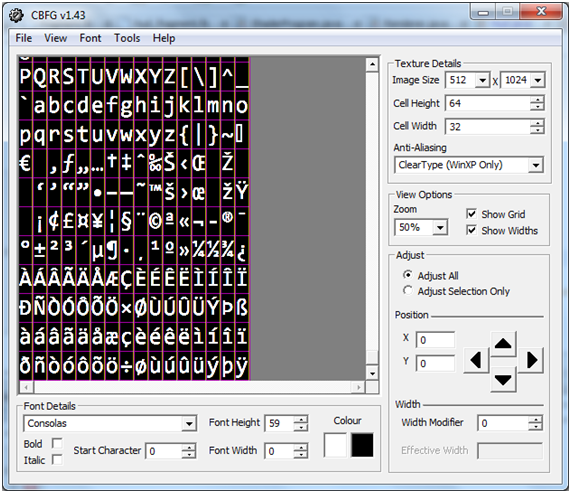 CBFG v1.43
File View Font Tools Help
PQRSTUVWXYZ[\]^_
`abcdefghijklmno
pqrstuvwxyz{|}~▯
€ ‚ƒ„…†‡ˆ‰Š‹Œ Ž
‘’“”•–—˜™š›œ žŸ
¡¢£¤¥¦§¨©ª«¬-®¯
°±²³´µ¶·¸¹º»¼½¾¿
ÀÁÂÃÄÅÆÇÈÉÊËÌÍÎÏ
ÐÑÒÓÔÕÖ×ØÙÚÛÜÝÞß
àáâãäåæçèéêëìíîï
ðñòóôõö÷øùúûüýþÿ
Texture Details
Image Size 512 X 1024
Cell Height 64
Cell Width 32
Anti-Aliasing
ClearType (WinXP Only)
View Options
Zoom
50%
Show Grid
Show Widths
Adjust
Adjust All
Adjust Selection Only
Position
X 0
Y 0
Width
Width Modifier 0
Effective Width
Font Details
Consolas
Font Height 59
Colour
Bold
Italic
Start Character 0
Font Width 0